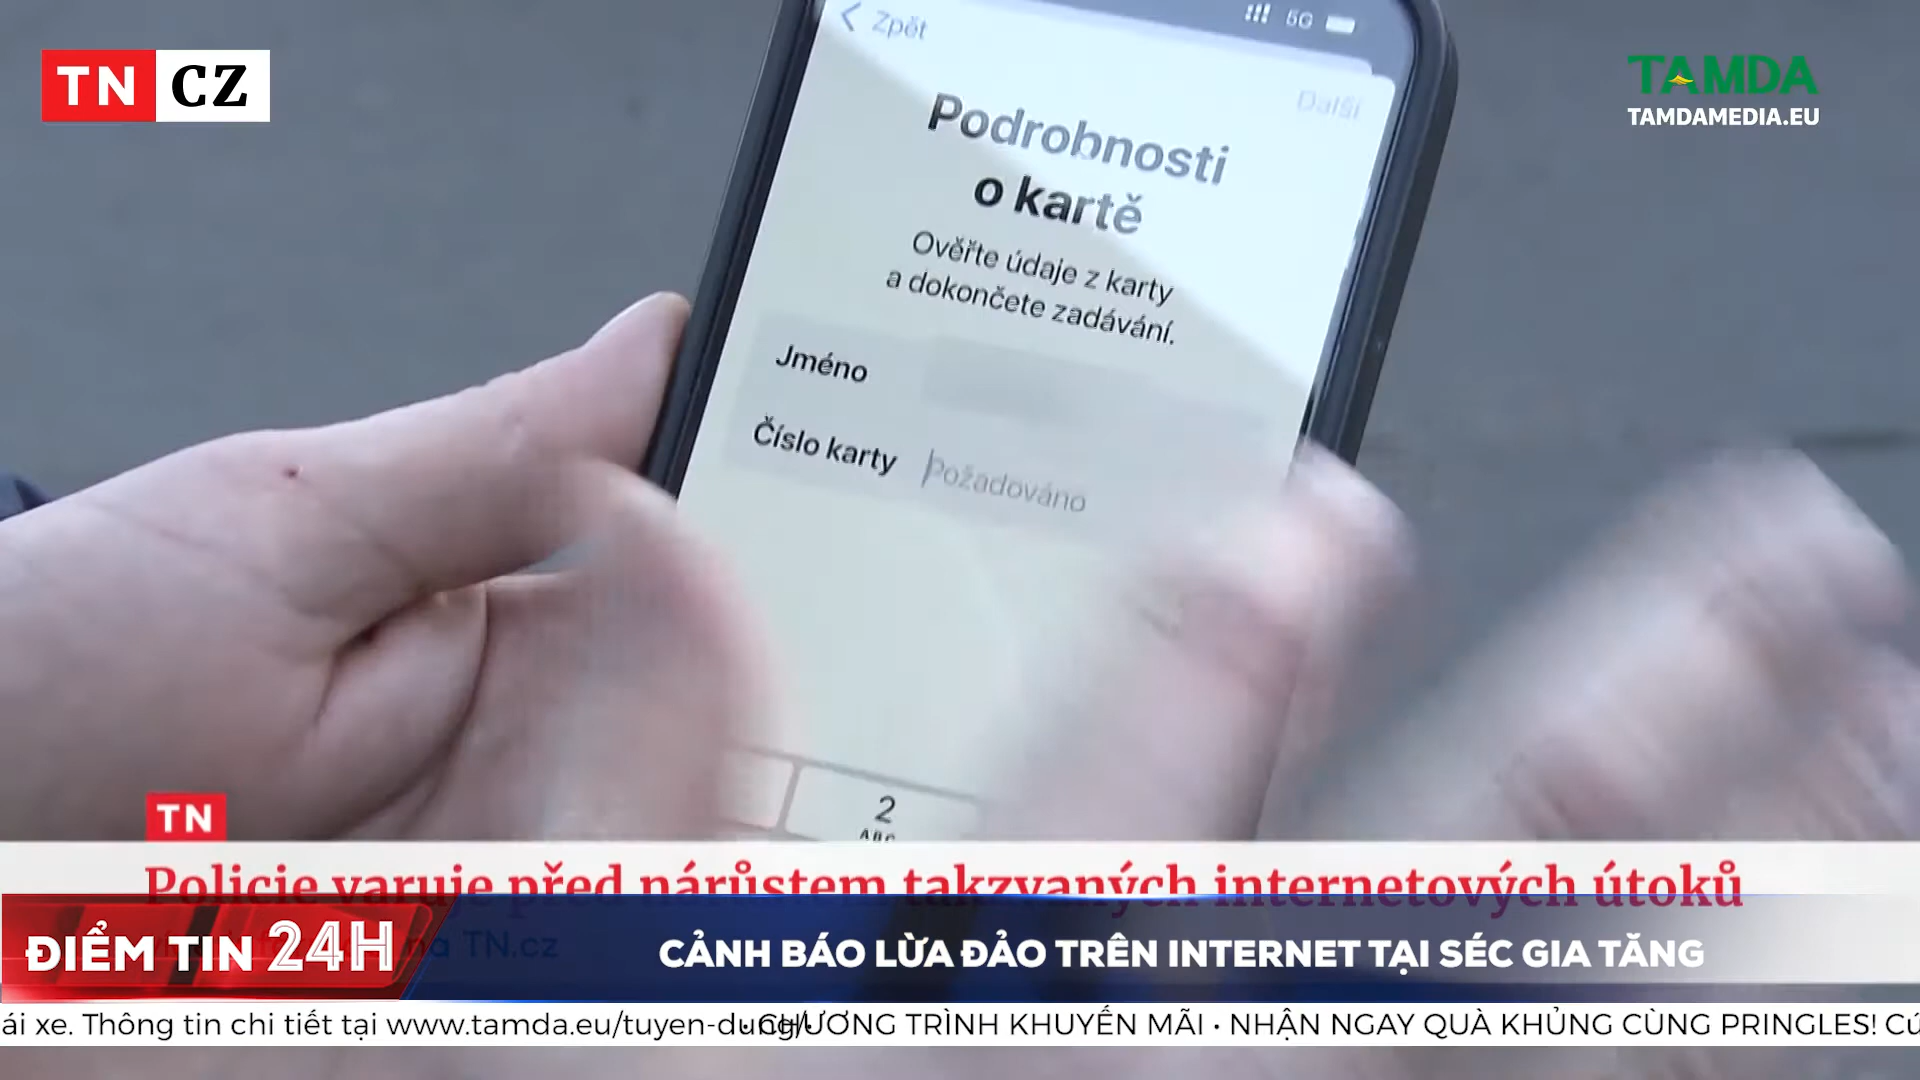 TN CZ
TAMDA
TAMDAMEDIA.EU
Zpět
5G
Další
Podrobnosti
o kartě
Ověřte údaje z karty
a dokončete zadávání.
Jméno
Číslo karty Požadováno
2
ABC
TN
Policie varuje před nárůstem takzvaných internetových útoků
na TN.cz
ĐIỂM TIN 24H
CẢNH BÁO LỪA ĐẢO TRÊN INTERNET TẠI SÉC GIA TĂNG
ái xe. Thông tin chi tiết tại www.tamda.eu/tuyen-dung/ • CHƯƠNG TRÌNH KHUYẾN MÃI • NHẬN NGAY QUÀ KHỦNG CÙNG PRINGLES! Cứ